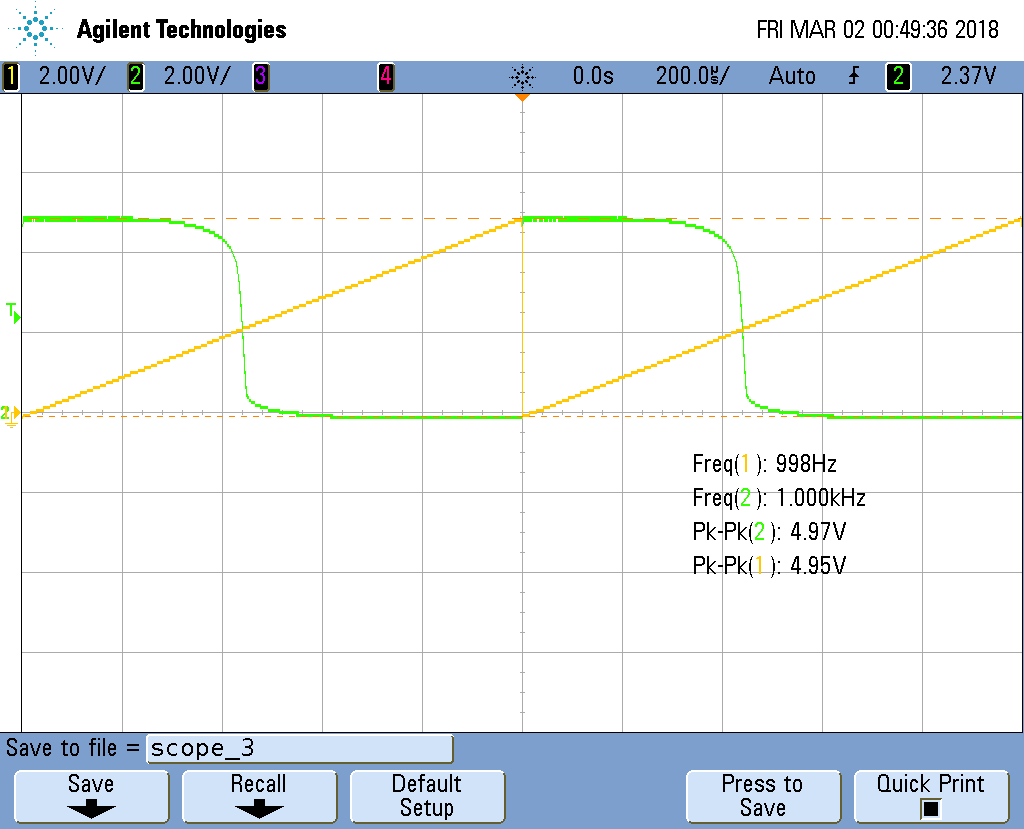 Agilent Technologies
FRI MAR 02 00:49:36 2018
1 2.00V/ 2 2.00V/ 3 4 0.0s 200.0µs/ Auto 2 2.37V
T
2
Freq(1): 998Hz
Freq(2): 1.000kHz
Pk-Pk(2): 4.97V
Pk-Pk(1): 4.95V
Save to file = scope_3
Save
Recall
Default
Setup
Press to
Save
Quick Print